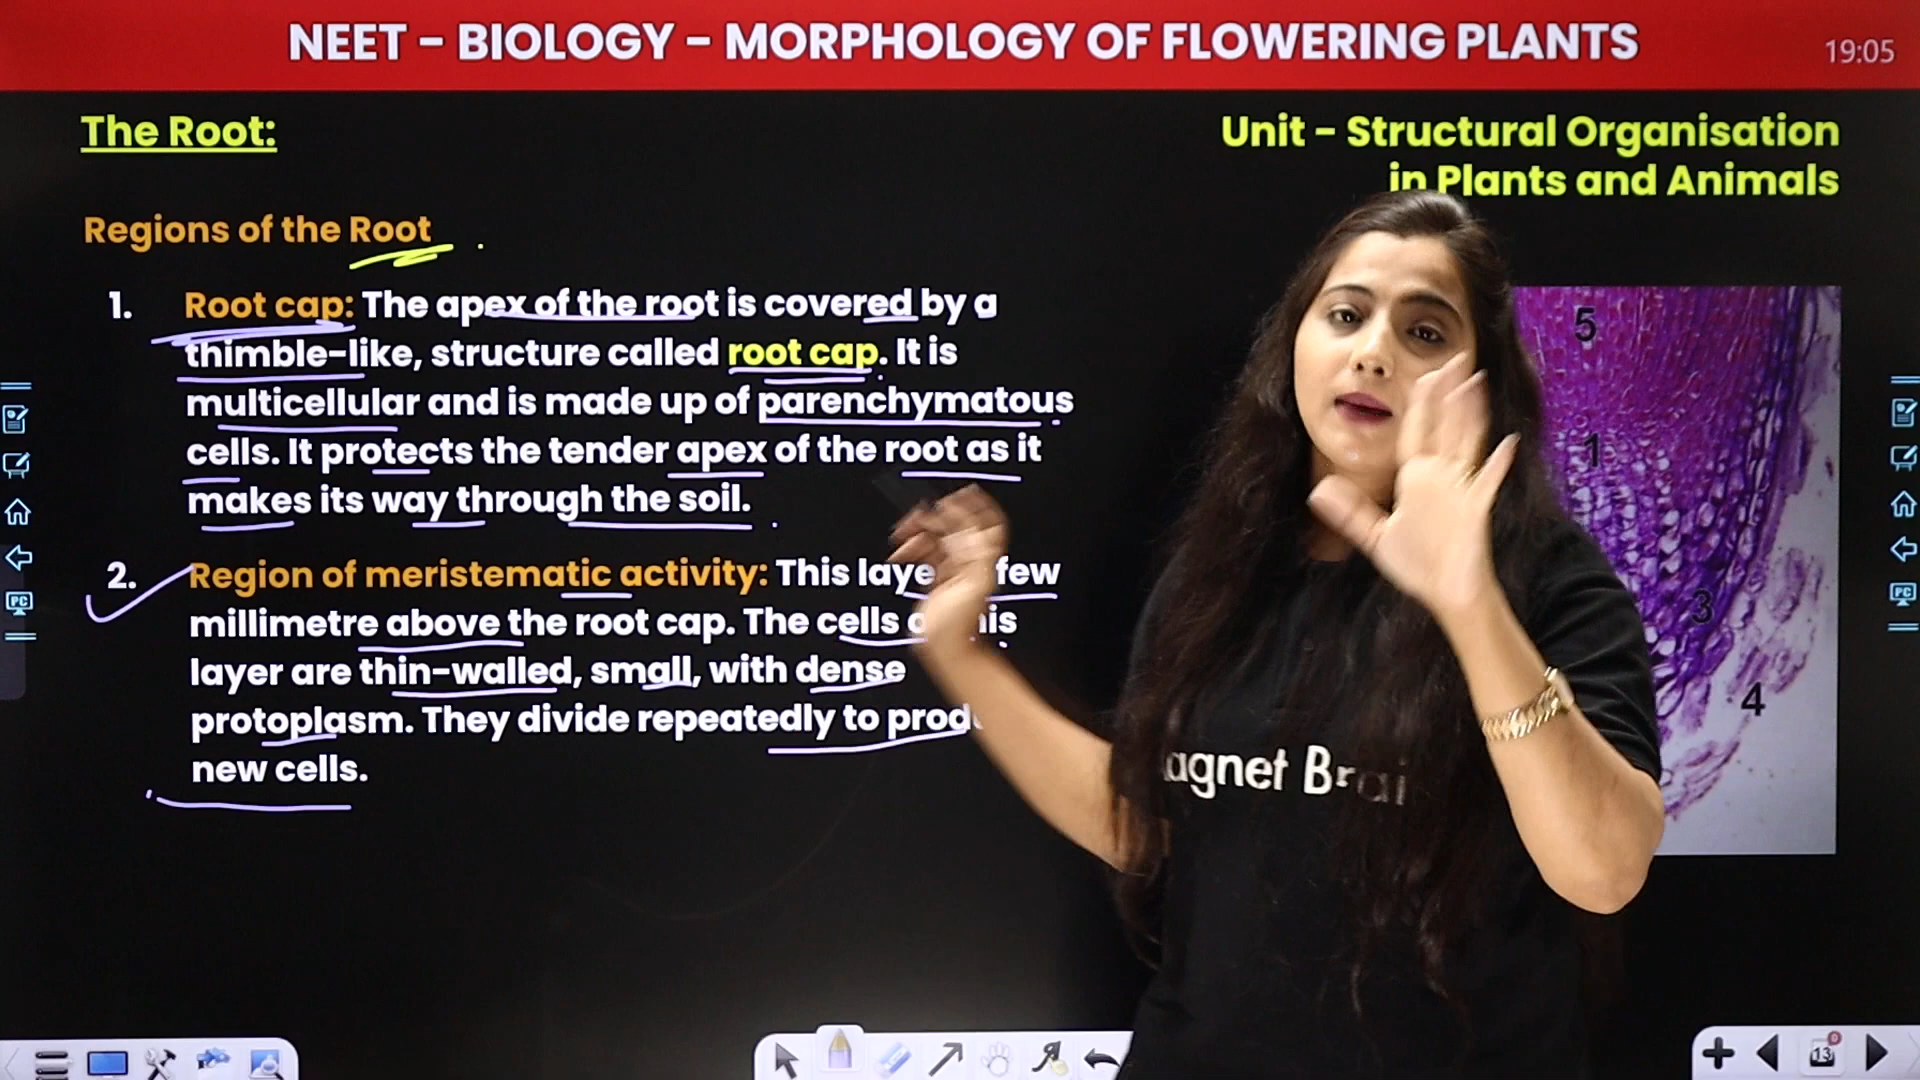 NEET - BIOLOGY - MORPHOLOGY OF FLOWERING PLANTS
19:05
The Root:
Unit - Structural Organisation
in Plants and Animals
Regions of the Root
1. Root cap: The apex of the root is covered by a
thimble-like, structure called root cap. It is
multicellular and is made up of parenchymatous
cells. It protects the tender apex of the root as it
makes its way through the soil.
2. Region of meristematic activity: This few
millimetre above the root cap. The cells
layer are thin-walled, small, with dense
protoplasm. They divide repeatedly to
new cells.
5
1
3
4
agnet Brai
PC
PC
13